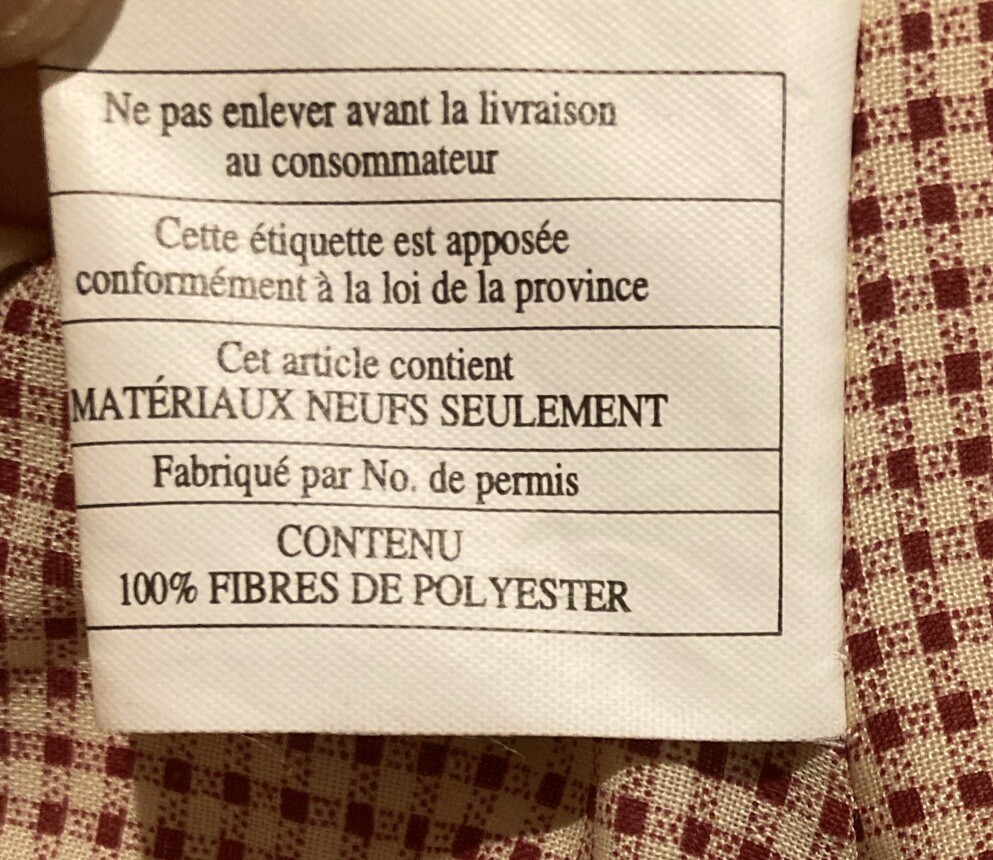 Ne pas enlever avant la livraison
au consommateur
Cette étiquette est apposée
conformément à la loi de la province
Cet article contient
MATÉRIAUX NEUFS SEULEMENT
Fabriqué par No. de permis
CONTENU
100% FIBRES DE POLYESTER